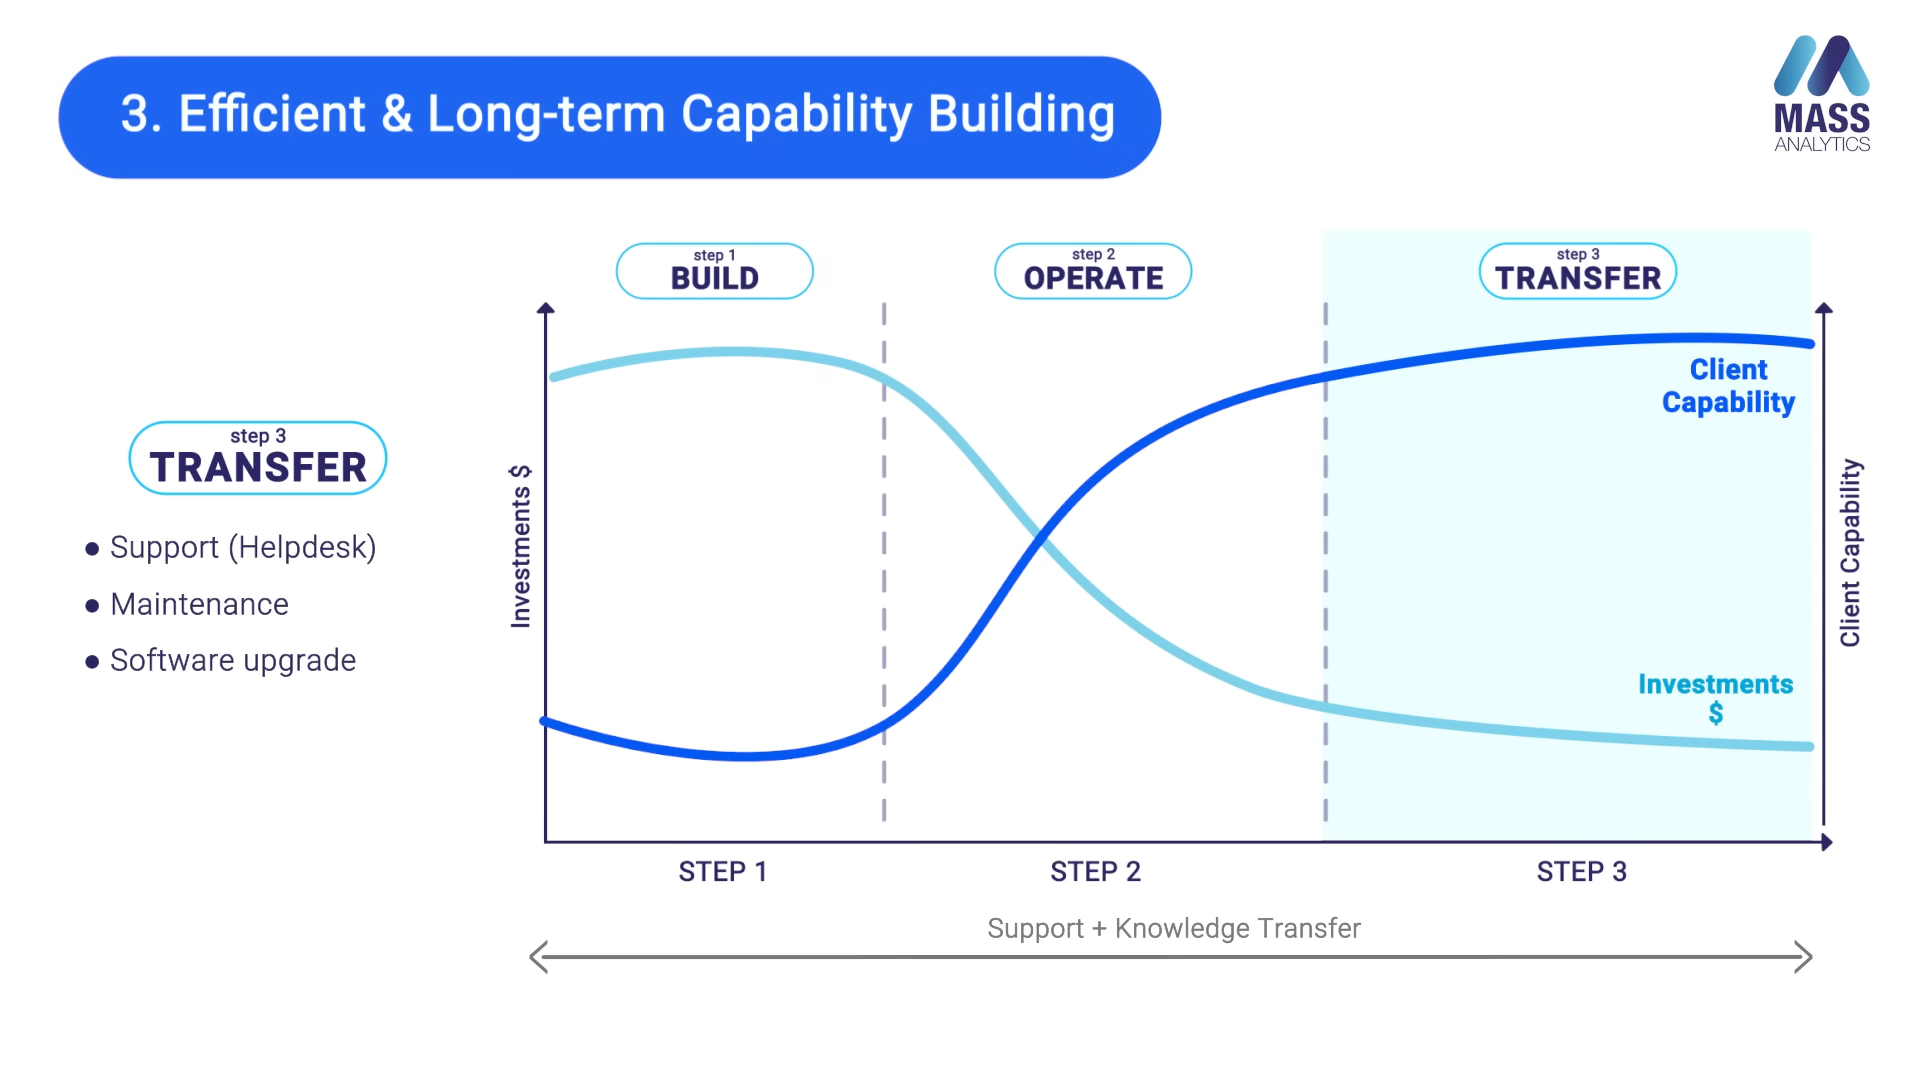 3. Efficient & Long-term Capability Building
MASS
ANALYTICS
step 1
BUILD
step 2
OPERATE
step 3
TRANSFER
step 3
TRANSFER
● Support (Helpdesk)
● Maintenance
● Software upgrade
Investments $
Client
Capability
Investments
$
Client Capability
STEP 1
STEP 2
STEP 3
Support + Knowledge Transfer